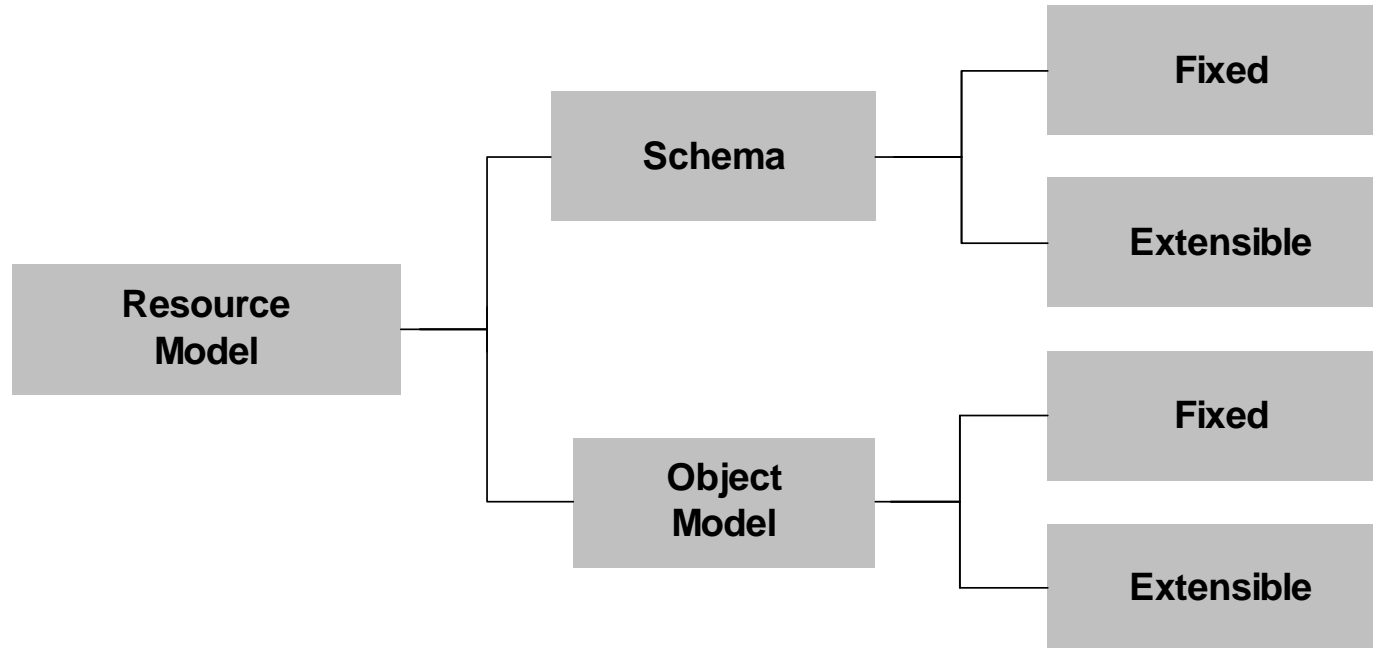 Fixed
Schema
Extensible
Resource
Model
Fixed
Object
Model
Extensible